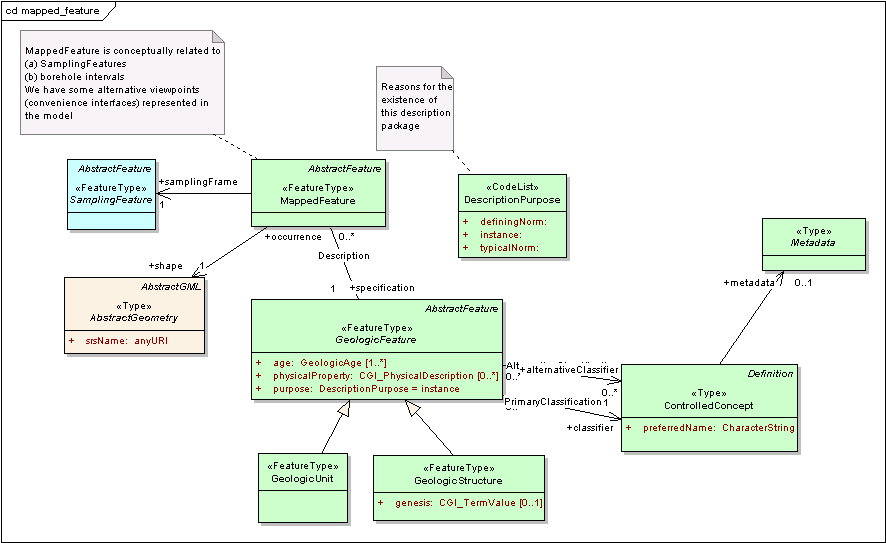 cd mapped_feature
MappedFeature is conceptually related to
(a) SamplingFeatures
(b) borehole intervals
We have some alternative viewpoints
(convenience interfaces) represented in
the model
Reasons for the
existence of
this description
package
AbstractFeature
«FeatureType»
SamplingFeature
+samplingFrame
1
AbstractFeature
«FeatureType»
MappedFeature
«CodeList»
DescriptionPurpose
+ definingNorm:
+ instance:
+ typicalNorm:
«Type»
Metadata
+metadata
0..1
+occurrence
0..*
Description
+shape
1
1
+specification
AbstractGML
«Type»
AbstractGeometry
+ srsName: anyURI
AbstractFeature
«FeatureType»
GeologicFeature
+ age: GeologicAge [1..*]
+ physicalProperty: CGI_PhysicalDescription [0..*]
+ purpose: DescriptionPurpose = instance
+alternativeClassifier
0..*
0..*
PrimaryClassification
1
+classifier
Definition
«Type»
ControlledConcept
+ preferredName: CharacterString
«FeatureType»
GeologicUnit
«FeatureType»
GeologicStructure
+ genesis: CGI_TermValue [0..1]